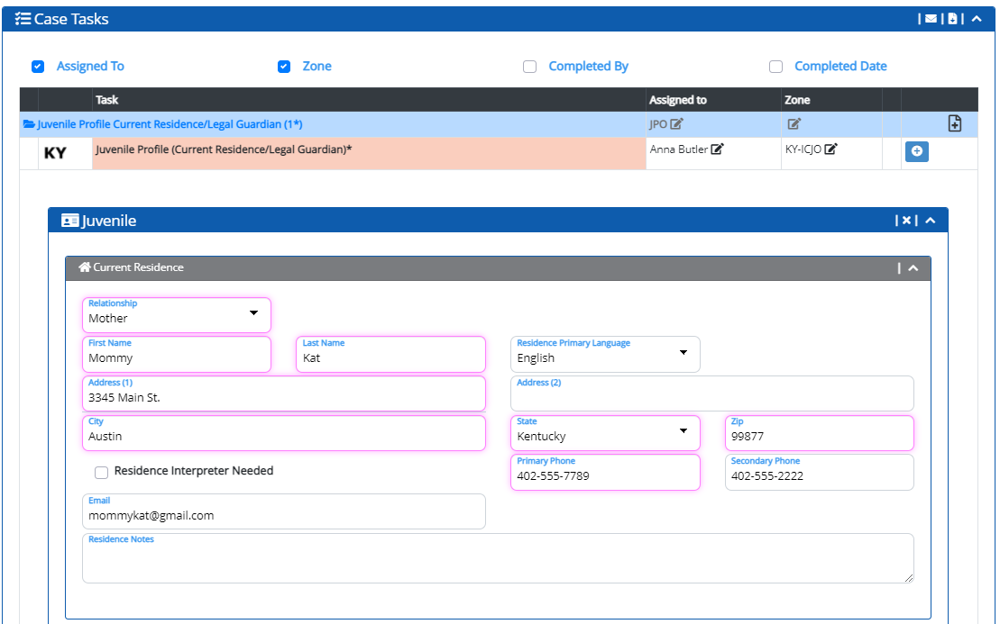 Case Tasks
Assigned To Zone Completed By Completed Date
Task Assigned to Zone
Juvenile Profile Current Residence/Legal Guardian (1*) JPO
KY Juvenile Profile (Current Residence/Legal Guardian)* Anna Butler KY-ICJO
Juvenile
Current Residence
Relationship
Mother
First Name Last Name Residence Primary Language
Mommy Kat English
Address (1) Address (2)
3345 Main St.
City State Zip
Austin Kentucky 99877
Residence Interpreter Needed
Primary Phone Secondary Phone
402-555-7789 402-555-2222
Email
mommykat@gmail.com
Residence Notes